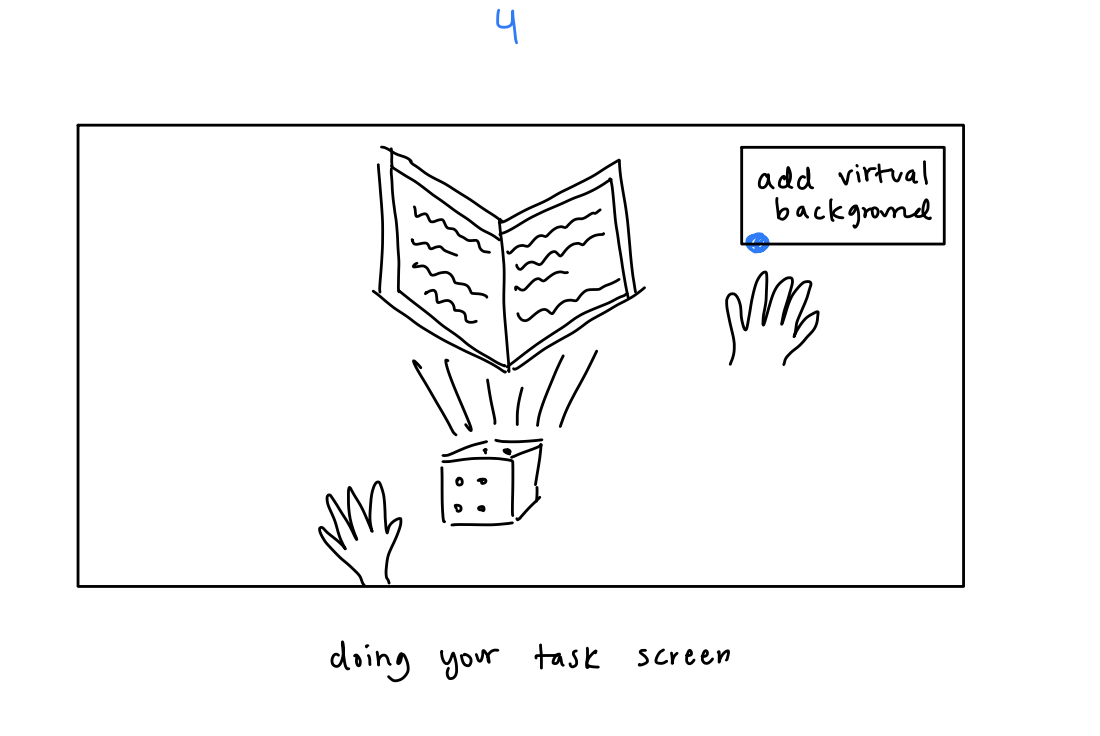 4
add virtual
background
doing your task screen